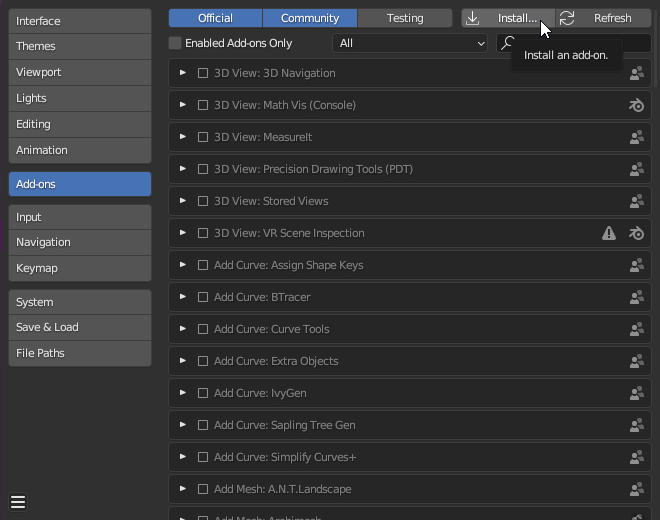 Interface
Themes
Viewport
Lights
Editing
Animation
Add-ons
Input
Navigation
Keymap
System
Save & Load
File Paths
Official Community Testing Install... Refresh
Enabled Add-ons Only All
Install an add-on.
3D View: 3D Navigation
3D View: Math Vis (Console)
3D View: MeasureIt
3D View: Precision Drawing Tools (PDT)
3D View: Stored Views
3D View: VR Scene Inspection
Add Curve: Assign Shape Keys
Add Curve: BTracer
Add Curve: Curve Tools
Add Curve: Extra Objects
Add Curve: IvyGen
Add Curve: Sapling Tree Gen
Add Curve: Simplify Curves+
Add Mesh: A.N.T.Landscape
Add Mesh: Archimesh